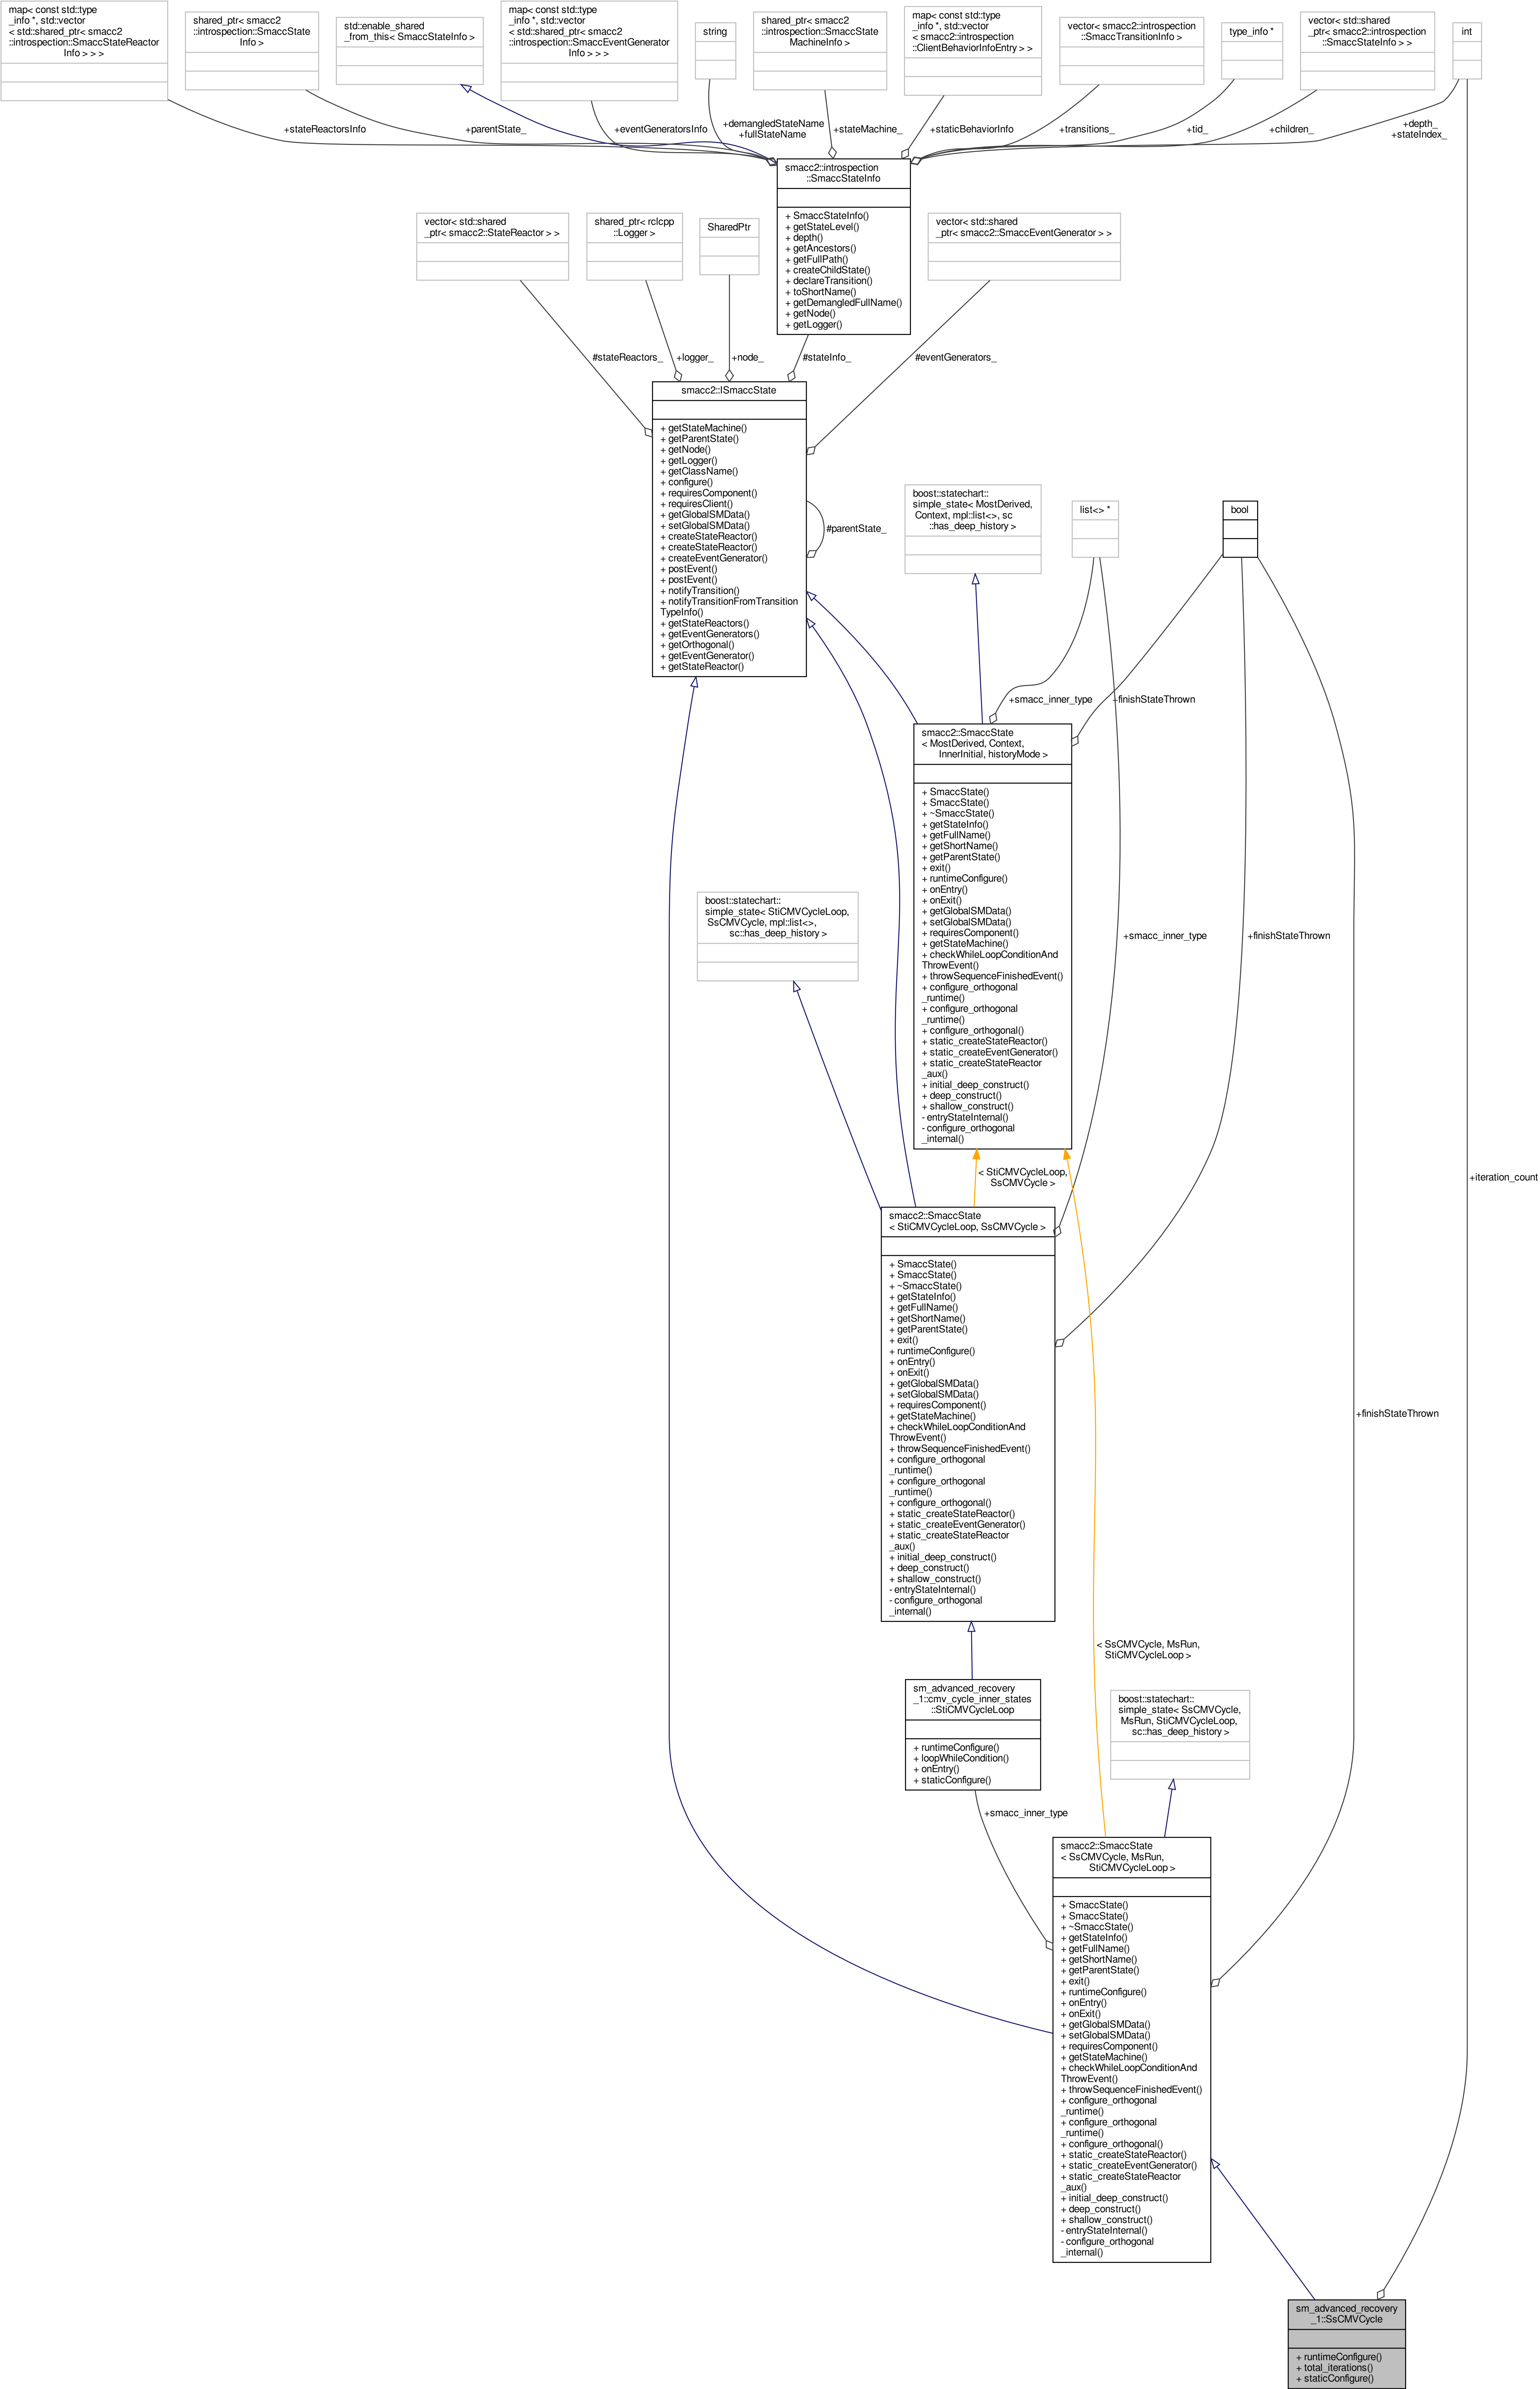 map< const std::type
_info *, std::vector
< std::shared_ptr< smacc2
::introspection::SmaccStateReactor
Info > > >
shared_ptr< smacc2
::introspection::SmaccState
Info >
std::enable_shared
_from_this< SmaccStateInfo >
map< const std::type
_info *, std::vector
< std::shared_ptr< smacc2
::introspection::SmaccEventGenerator
Info > > >
string
shared_ptr< smacc2
::introspection::SmaccState
MachineInfo >
map< const std::type
_info *, std::vector
< smacc2::introspection
::ClientBehaviorInfoEntry > >
vector< smacc2::introspection
::SmaccTransitionInfo >
type_info *
vector< std::shared
_ptr< smacc2::introspection
::SmaccStateInfo > >
int
+stateReactorsInfo
+parentState_
+eventGeneratorsInfo
+demangledStateName
+fullStateName
+stateMachine_
+staticBehaviorInfo
+transitions_
+tid_
+children_
+depth_
+stateIndex_
smacc2::introspection
::SmaccStateInfo
+ SmaccStateInfo()
+ getStateLevel()
+ depth()
+ getAncestors()
+ getFullPath()
+ createChildState()
+ declareTransition()
+ toShortName()
+ getDemangledFullName()
+ getNode()
+ getLogger()
vector< std::shared
_ptr< smacc2::StateReactor > >
shared_ptr< rclcpp
::Logger >
SharedPtr
vector< std::shared
_ptr< smacc2::SmaccEventGenerator > >
#stateReactors_
+logger_
+node_
#stateInfo_
#eventGenerators_
smacc2::ISmaccState
+ getStateMachine()
+ getParentState()
+ getNode()
+ getLogger()
+ getClassName()
+ configure()
+ requiresComponent()
+ requiresClient()
+ getGlobalSMData()
+ setGlobalSMData()
+ createStateReactor()
+ createStateReactor()
+ createEventGenerator()
+ postEvent()
+ postEvent()
+ notifyTransition()
+ notifyTransitionFromTransition
TypeInfo()
+ getStateReactors()
+ getEventGenerators()
+ getOrthogonal()
+ getEventGenerator()
+ getStateReactor()
#parentState_
boost::statechart::
simple_state< MostDerived,
Context, mpl::list<>, sc
::has_deep_history >
list<> *
bool
+smacc_inner_type
+finishStateThrown
smacc2::SmaccState
< MostDerived, Context,
InnerInitial, historyMode >
+ SmaccState()
+ SmaccState()
+ ~SmaccState()
+ getStateInfo()
+ getFullName()
+ getShortName()
+ getParentState()
+ exit()
+ runtimeConfigure()
+ onEntry()
+ onExit()
+ getGlobalSMData()
+ setGlobalSMData()
+ requiresComponent()
+ getStateMachine()
+ checkWhileLoopConditionAnd
ThrowEvent()
+ throwSequenceFinishedEvent()
+ configure_orthogonal
_runtime()
+ configure_orthogonal
_runtime()
+ configure_orthogonal()
+ static_createStateReactor()
+ static_createEventGenerator()
+ static_createStateReactor
_aux()
+ initial_deep_construct()
+ deep_construct()
+ shallow_construct()
- entryStateInternal()
- configure_orthogonal
_internal()
boost::statechart::
simple_state< StiCMVCycleLoop,
SsCMVCycle, mpl::list<>,
sc::has_deep_history >
+smacc_inner_type
+finishStateThrown
< StiCMVCycleLoop,
SsCMVCycle >
+iteration_count
smacc2::SmaccState
< StiCMVCycleLoop, SsCMVCycle >
+ SmaccState()
+ SmaccState()
+ ~SmaccState()
+ getStateInfo()
+ getFullName()
+ getShortName()
+ getParentState()
+ exit()
+ runtimeConfigure()
+ onEntry()
+ onExit()
+ getGlobalSMData()
+ setGlobalSMData()
+ requiresComponent()
+ getStateMachine()
+ checkWhileLoopConditionAnd
ThrowEvent()
+ throwSequenceFinishedEvent()
+ configure_orthogonal
_runtime()
+ configure_orthogonal
_runtime()
+ configure_orthogonal()
+ static_createStateReactor()
+ static_createEventGenerator()
+ static_createStateReactor
_aux()
+ initial_deep_construct()
+ deep_construct()
+ shallow_construct()
- entryStateInternal()
- configure_orthogonal
_internal()
+finishStateThrown
< SsCMVCycle, MsRun,
StiCMVCycleLoop >
sm_advanced_recovery
_1::cmv_cycle_inner_states
::StiCMVCycleLoop
+ runtimeConfigure()
+ loopWhileCondition()
+ onEntry()
+ staticConfigure()
boost::statechart::
simple_state< SsCMVCycle,
MsRun, StiCMVCycleLoop,
sc::has_deep_history >
+smacc_inner_type
smacc2::SmaccState
< SsCMVCycle, MsRun,
StiCMVCycleLoop >
+ SmaccState()
+ SmaccState()
+ ~SmaccState()
+ getStateInfo()
+ getFullName()
+ getShortName()
+ getParentState()
+ exit()
+ runtimeConfigure()
+ onEntry()
+ onExit()
+ getGlobalSMData()
+ setGlobalSMData()
+ requiresComponent()
+ getStateMachine()
+ checkWhileLoopConditionAnd
ThrowEvent()
+ throwSequenceFinishedEvent()
+ configure_orthogonal
_runtime()
+ configure_orthogonal
_runtime()
+ configure_orthogonal()
+ static_createStateReactor()
+ static_createEventGenerator()
+ static_createStateReactor
_aux()
+ initial_deep_construct()
+ deep_construct()
+ shallow_construct()
- entryStateInternal()
- configure_orthogonal
_internal()
sm_advanced_recovery
_1::SsCMVCycle
+ runtimeConfigure()
+ total_iterations()
+ staticConfigure()